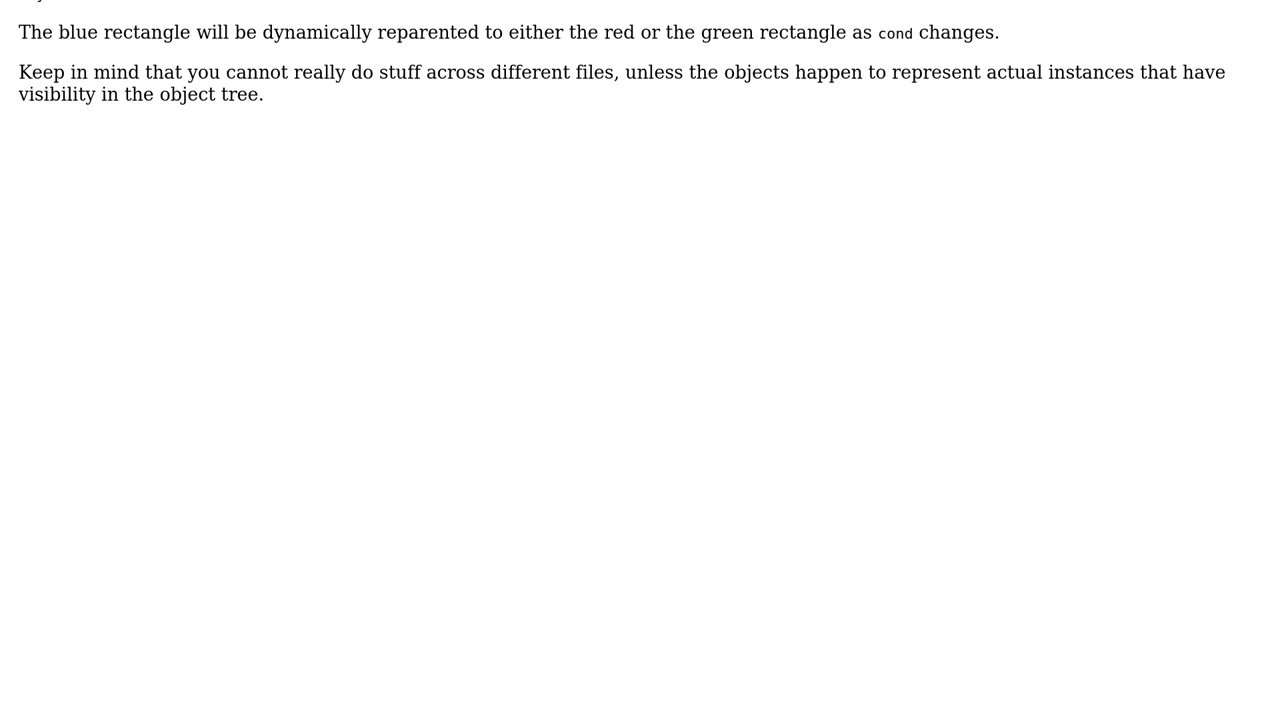 The blue rectangle will be dynamically reparented to either the red or the green rectangle as cond changes.
Keep in mind that you cannot really do stuff across different files, unless the objects happen to represent actual instances that have
visibility in the object tree.